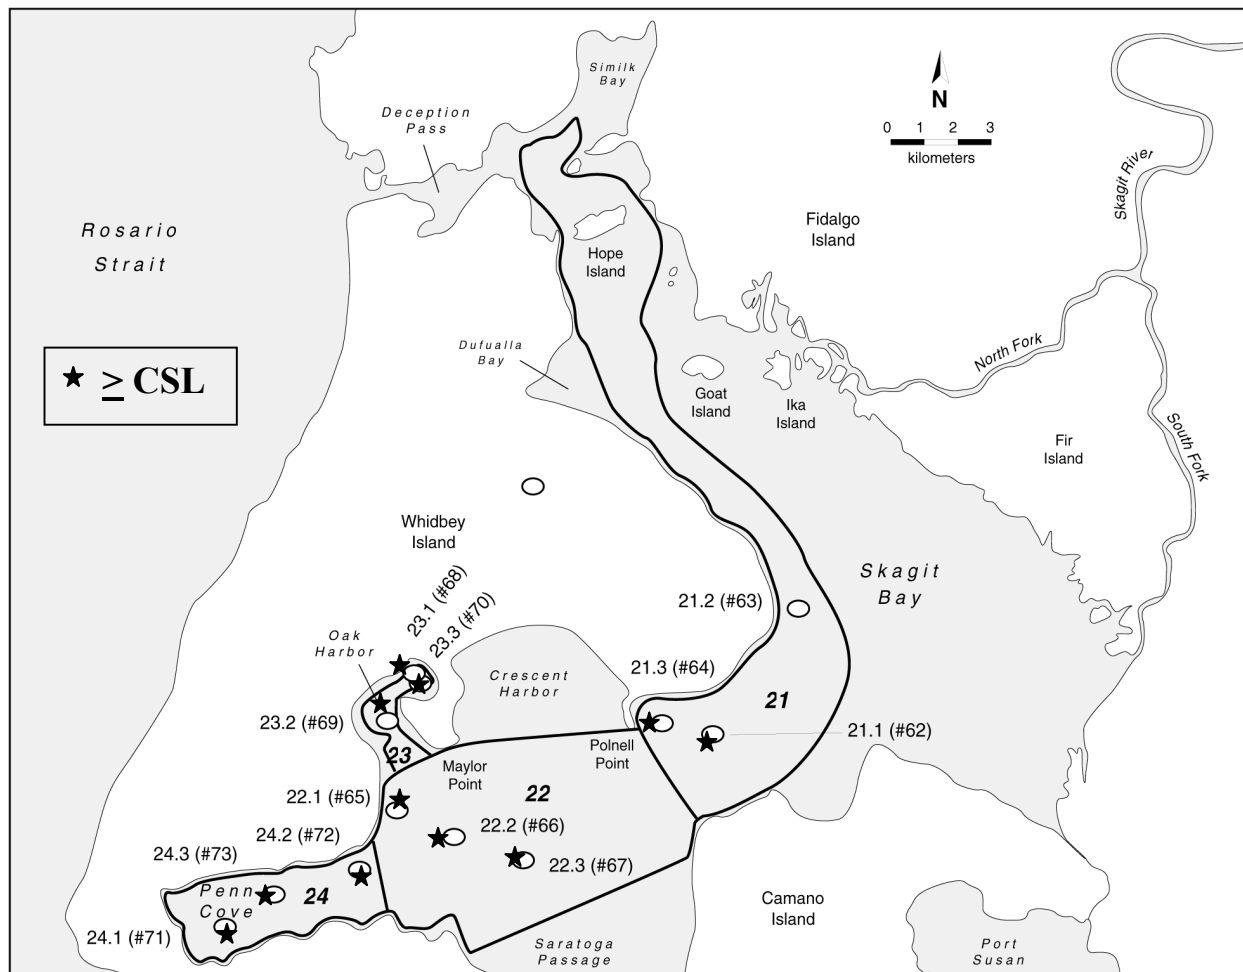 Similk
Bay
Deception
Pass
N
0 1 2 3
kilometers
Skagit River
Rosario
Strait
Fidalgo
Island
Hope
Island
Dufualla
Bay
North Fork
≥ CSL
Goat
Island
Ika
Island
South Fork
Fir
Island
Whidbey
Island
Skagit
Bay
23.1 (#68)
23.3 (#70)
21.2 (#63)
Oak
Harbor
Crescent
Harbor
21.3 (#64)
21
23.2 (#69)
21.1 (#62)
23
Polnell
Point
Maylor
Point
22
22.1 (#65)
22.2 (#66)
24.2 (#72)
24.3 (#73)
22.3 (#67)
Penn
Cove
24
Camano
Island
24.1 (#71)
Saratoga
Passage
Port
Susan